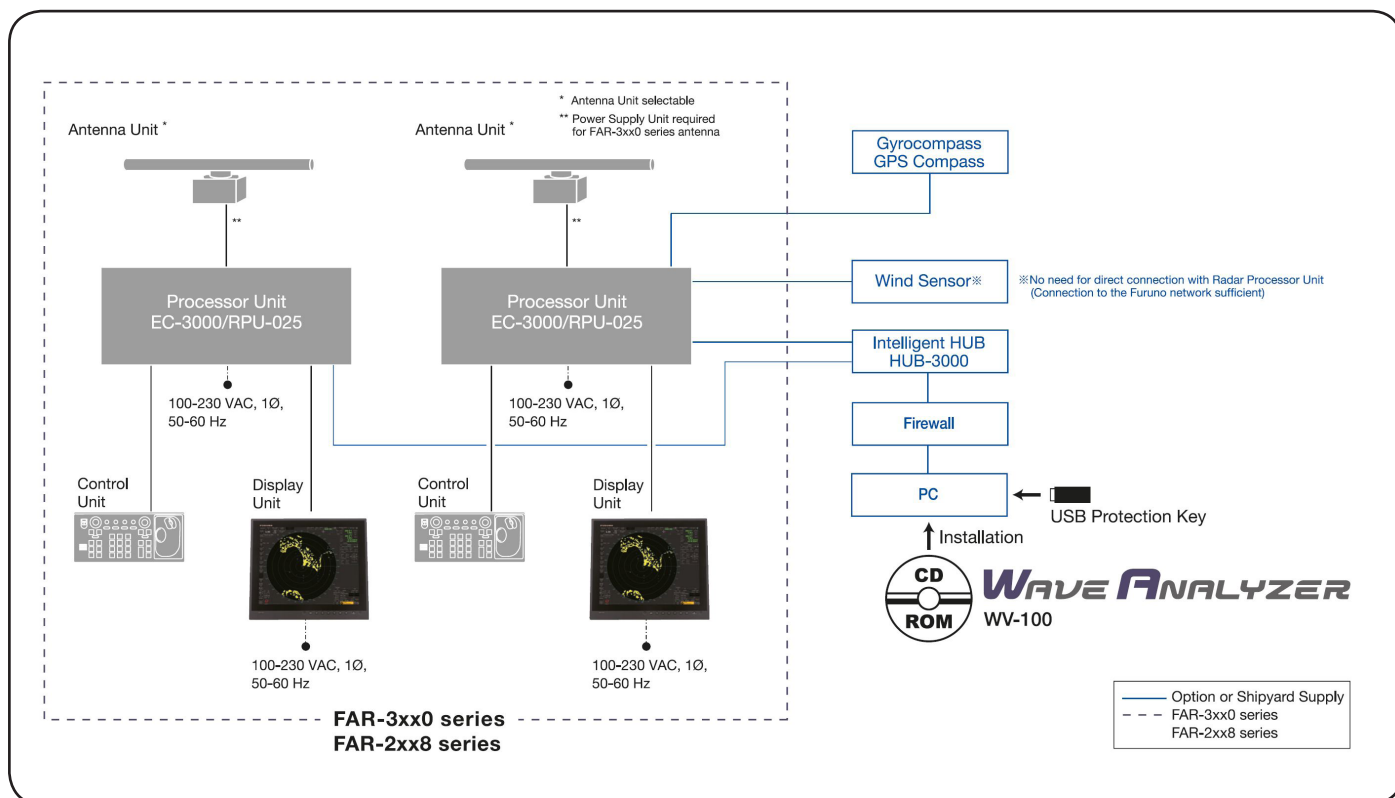 * Antenna Unit selectable
** Power Supply Unit required
for FAR-3xx0 series antenna
Antenna Unit *
Antenna Unit *
**
**
Processor Unit
EC-3000/RPU-025
Processor Unit
EC-3000/RPU-025
100-230 VAC, 1Ø,
50-60 Hz
100-230 VAC, 1Ø,
50-60 Hz
Control
Unit
Display
Unit
Control
Unit
Display
Unit
100-230 VAC, 1Ø,
50-60 Hz
100-230 VAC, 1Ø,
50-60 Hz
FAR-3xx0 series
FAR-2xx8 series
Gyrocompass
GPS Compass
Wind Sensor※
※No need for direct connection with Radar Processor Unit
(Connection to the Furuno network sufficient)
Intelligent HUB
HUB-3000
Firewall
PC
USB Protection Key
Installation
CD
ROM
WAVE ANALYZER
WV-100
Option or Shipyard Supply
FAR-3xx0 series
FAR-2xx8 series